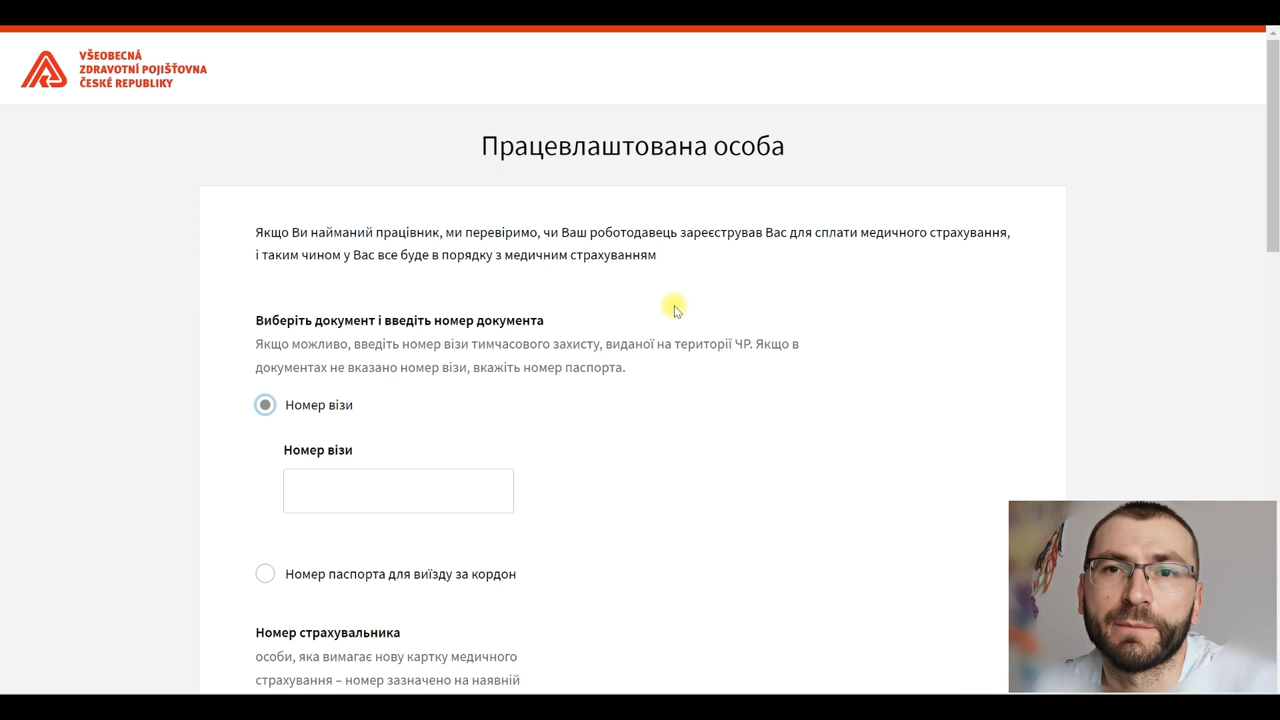 VŠEOBECNÁ
ZDRAVOTNÍ POJIŠŤOVNA
ČESKÉ REPUBLIKY
Працевлаштована особа
Якщо Ви найманий працівник, ми перевіримо, чи Ваш роботодавець зареєстрував Вас для сплати медичного страхування,
і таким чином у Вас все буде в порядку з медичним страхуванням
Виберіть документ і введіть номер документа
Якщо можливо, введіть номер візи тимчасового захисту, виданої на території ЧР. Якщо в
документах не вказано номер візи, вкажіть номер паспорта.
Номер візи
Номер візи
Номер паспорта для виїзду за кордон
Номер страхувальника
особи, яка вимагає нову картку медичного
страхування – номер зазначено на наявній